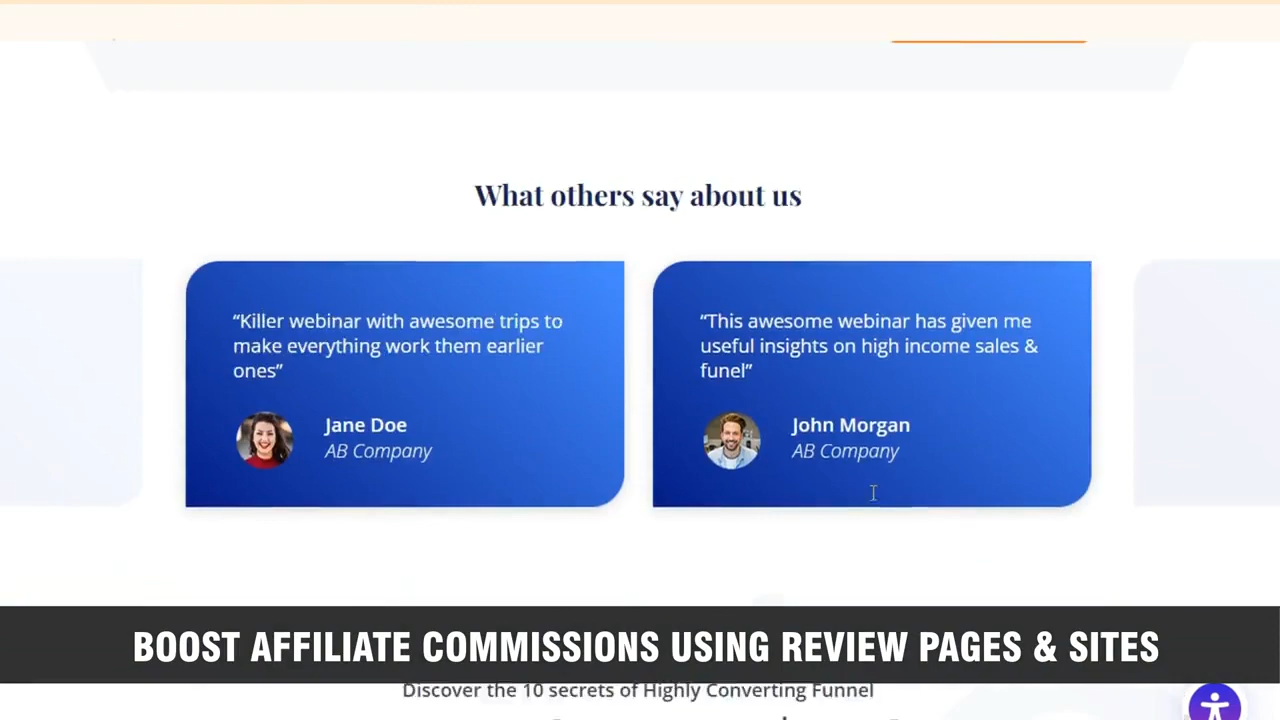 What others say about us
“Killer webinar with awesome trips to
make everything work them earlier
ones”
Jane Doe
AB Company
“This awesome webinar has given me
useful insights on high income sales &
funel”
John Morgan
AB Company
BOOST AFFILIATE COMMISSIONS USING REVIEW PAGES & SITES
Discover the 10 secrets of Highly Converting Funnel